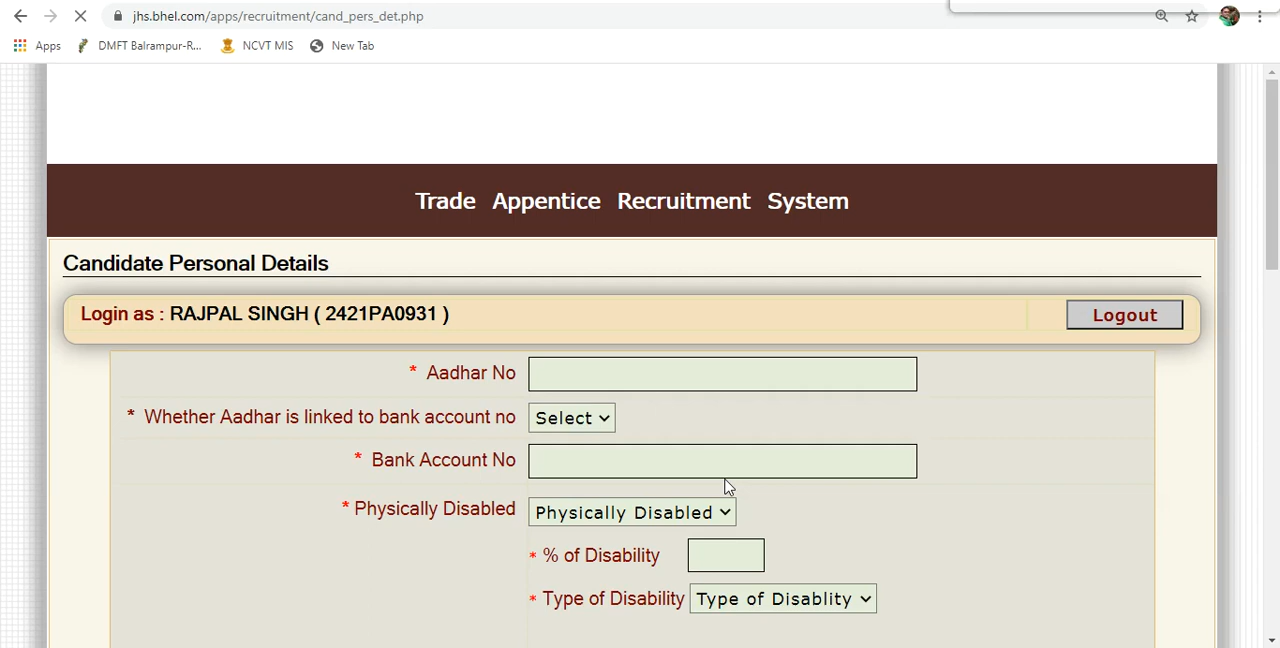 jhs.bhel.com/apps/recruitment/cand_pers_det.php
Apps DMFT Balrampur-R... NCVT MIS New Tab
Trade Appentice Recruitment System
Candidate Personal Details
Login as : RAJPAL SINGH ( 2421PA0931 ) Logout
* Aadhar No
* Whether Aadhar is linked to bank account no Select
* Bank Account No
* Physically Disabled Physically Disabled
* % of Disability
* Type of Disability Type of Disablity